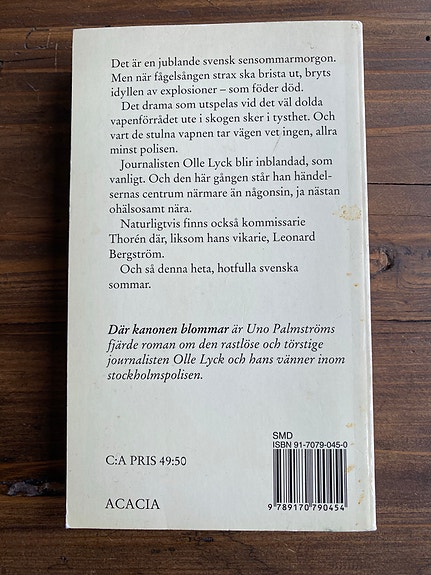 Det är en jublande svensk sensommarmorgon.
Men när fågelsången strax ska brista ut, bryts
idyllen av explosioner – som föder död.
Det drama som utspelas vid det väl dolda
vapenförrådet ute i skogen sker i tysthet. Och
vart de stulna vapnen tar vägen vet ingen, allra
minst polisen.
Journalisten Olle Lyck blir inblandad, som
vanligt. Och den här gången står han händel-
sernas centrum närmare än någonsin, ja nästan
ohälsosamt nära.
Naturligtvis finns också kommissarie
Thorén där, liksom hans vikarie, Leonard
Bergström.
Och så denna heta, hotfulla svenska
sommar.
Där kanonen blommar är Uno Palmströms
fjärde roman om den rastlöse och törstige
journalisten Olle Lyck och hans vänner inom
stockholmspolisen.
SMD
ISBN 91-7079-045-0
C:A PRIS 49:50
ACACIA
9 789170 790454